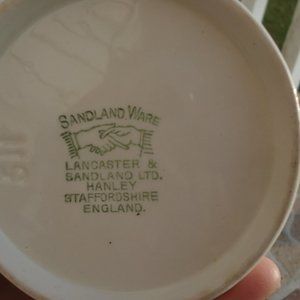 SANDLAND WARE
LANCASTER &
SANDLAND LTD.
HANLEY
STAFFORDSHIRE
ENGLAND.